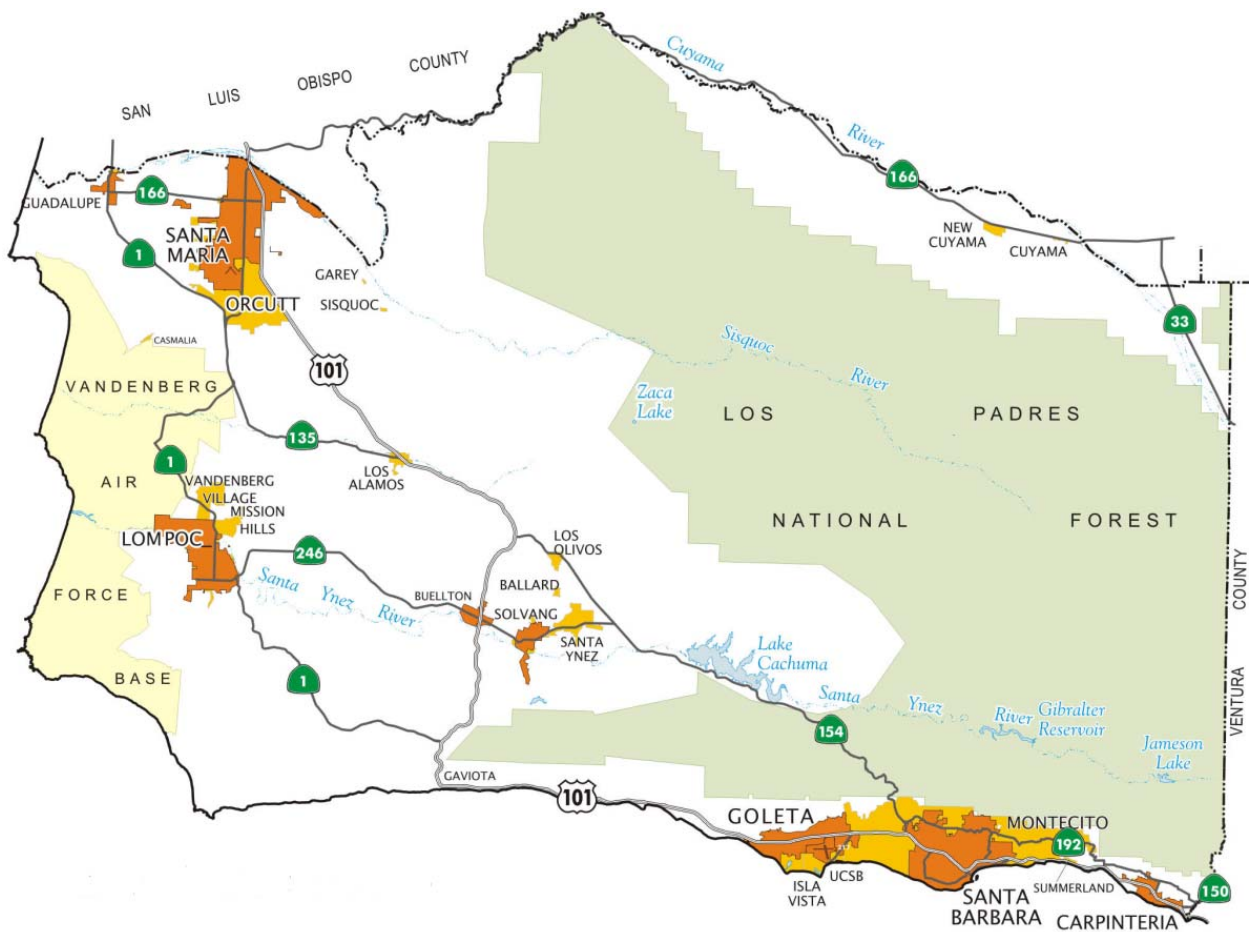 SAN LUIS OBISPO COUNTY
Cuyama
River
166
GUADALUPE
166
SANTA
MARIA
1
ORCUTT
GAREY
SISQUOC
CASMALIA
NEW
CUYAMA
CUYAMA
33
101
Sisquoc
River
Zaca
Lake
VANDENBERG
AIR
FORCE
BASE
LOS PADRES
NATIONAL FOREST
135
LOS
ALAMOS
1
VANDENBERG
VILLAGE
MISSION
HILLS
LOMPOC
246
Santa Ynez River
BUELLTON
SOLVANG
LOS
OLIVOS
BALLARD
SANTA
YNEZ
1
Lake
Cachuma
Santa Ynez River
Gibralter
Reservoir
Jameson
Lake
154
VENTURA COUNTY
GAVIOTA
101
GOLETA
ISLA
VISTA
UCSB
MONTECITO
192
SANTA
BARBARA
SUMMERLAND
CARPINTERIA
150